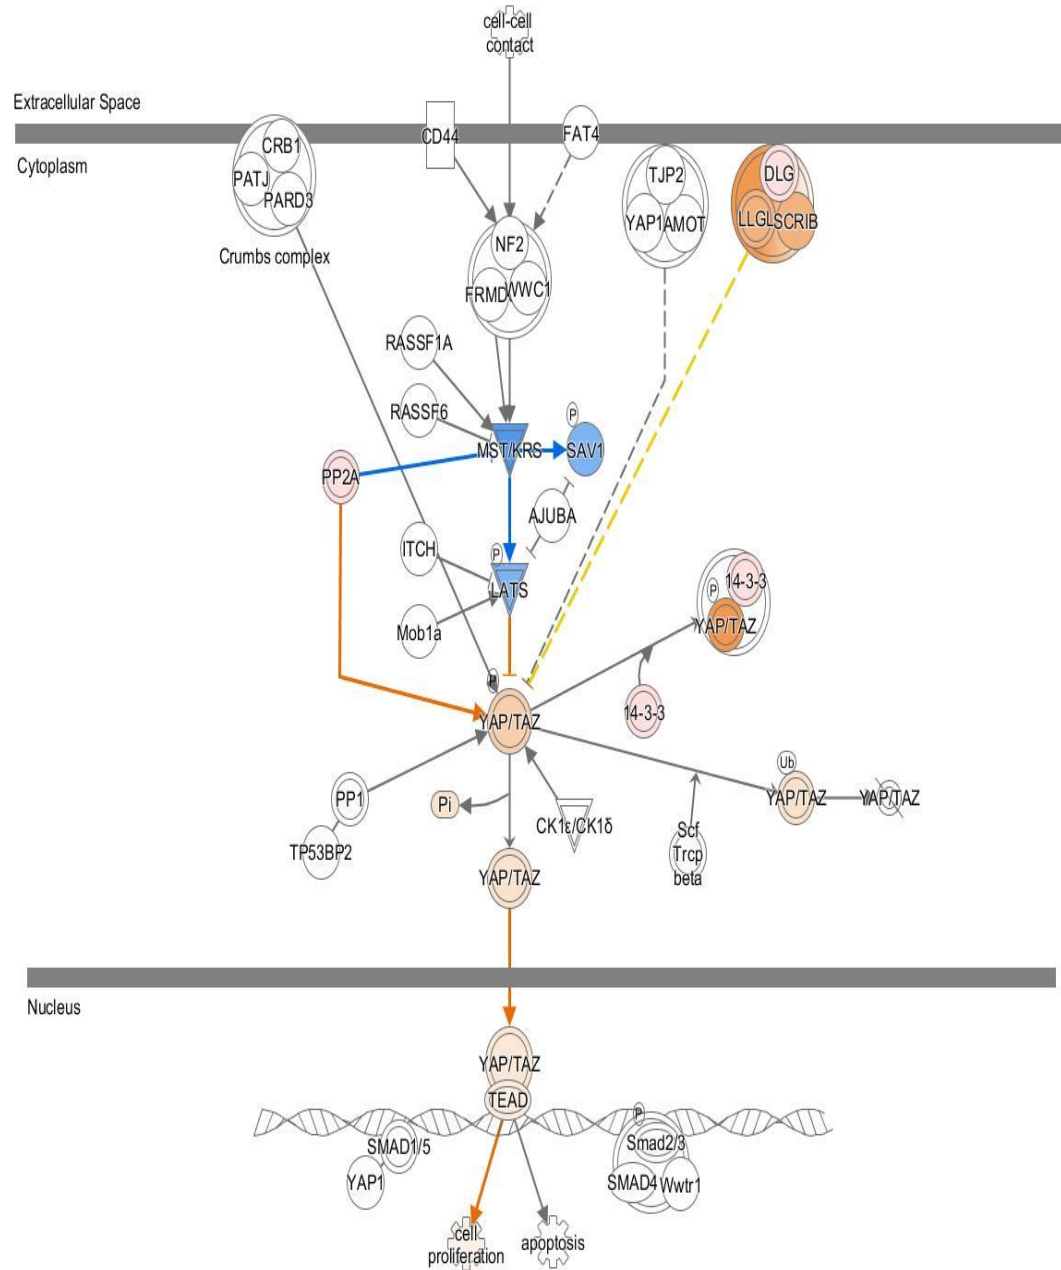 cell-cell
contact
Extracellular Space
CD44
FAT4
Cytoplasm
CRB1
PATJ
PARD3
Crumbs complex
TJP2
YAP1
AMOT
DLG
LLGL
SCRIB
NF2
FRMD
WWC1
RASSF1A
RASSF6
P
MST/KRS
SAV1
PP2A
AJUBA
ITCH
P
LATS
Mob1a
14-3-3
P
YAP/TAZ
P
YAP/TAZ
14-3-3
Ub
YAP/TAZ
YAP/TAZ
PP1
Pi
CK1ε/CK1δ
TP53BP2
Scf
Trcp
beta
YAP/TAZ
Nucleus
YAP/TAZ
TEAD
SMAD1/5
YAP1
P
Smad2/3
SMAD4
Wwtr1
cell
proliferation
apoptosis